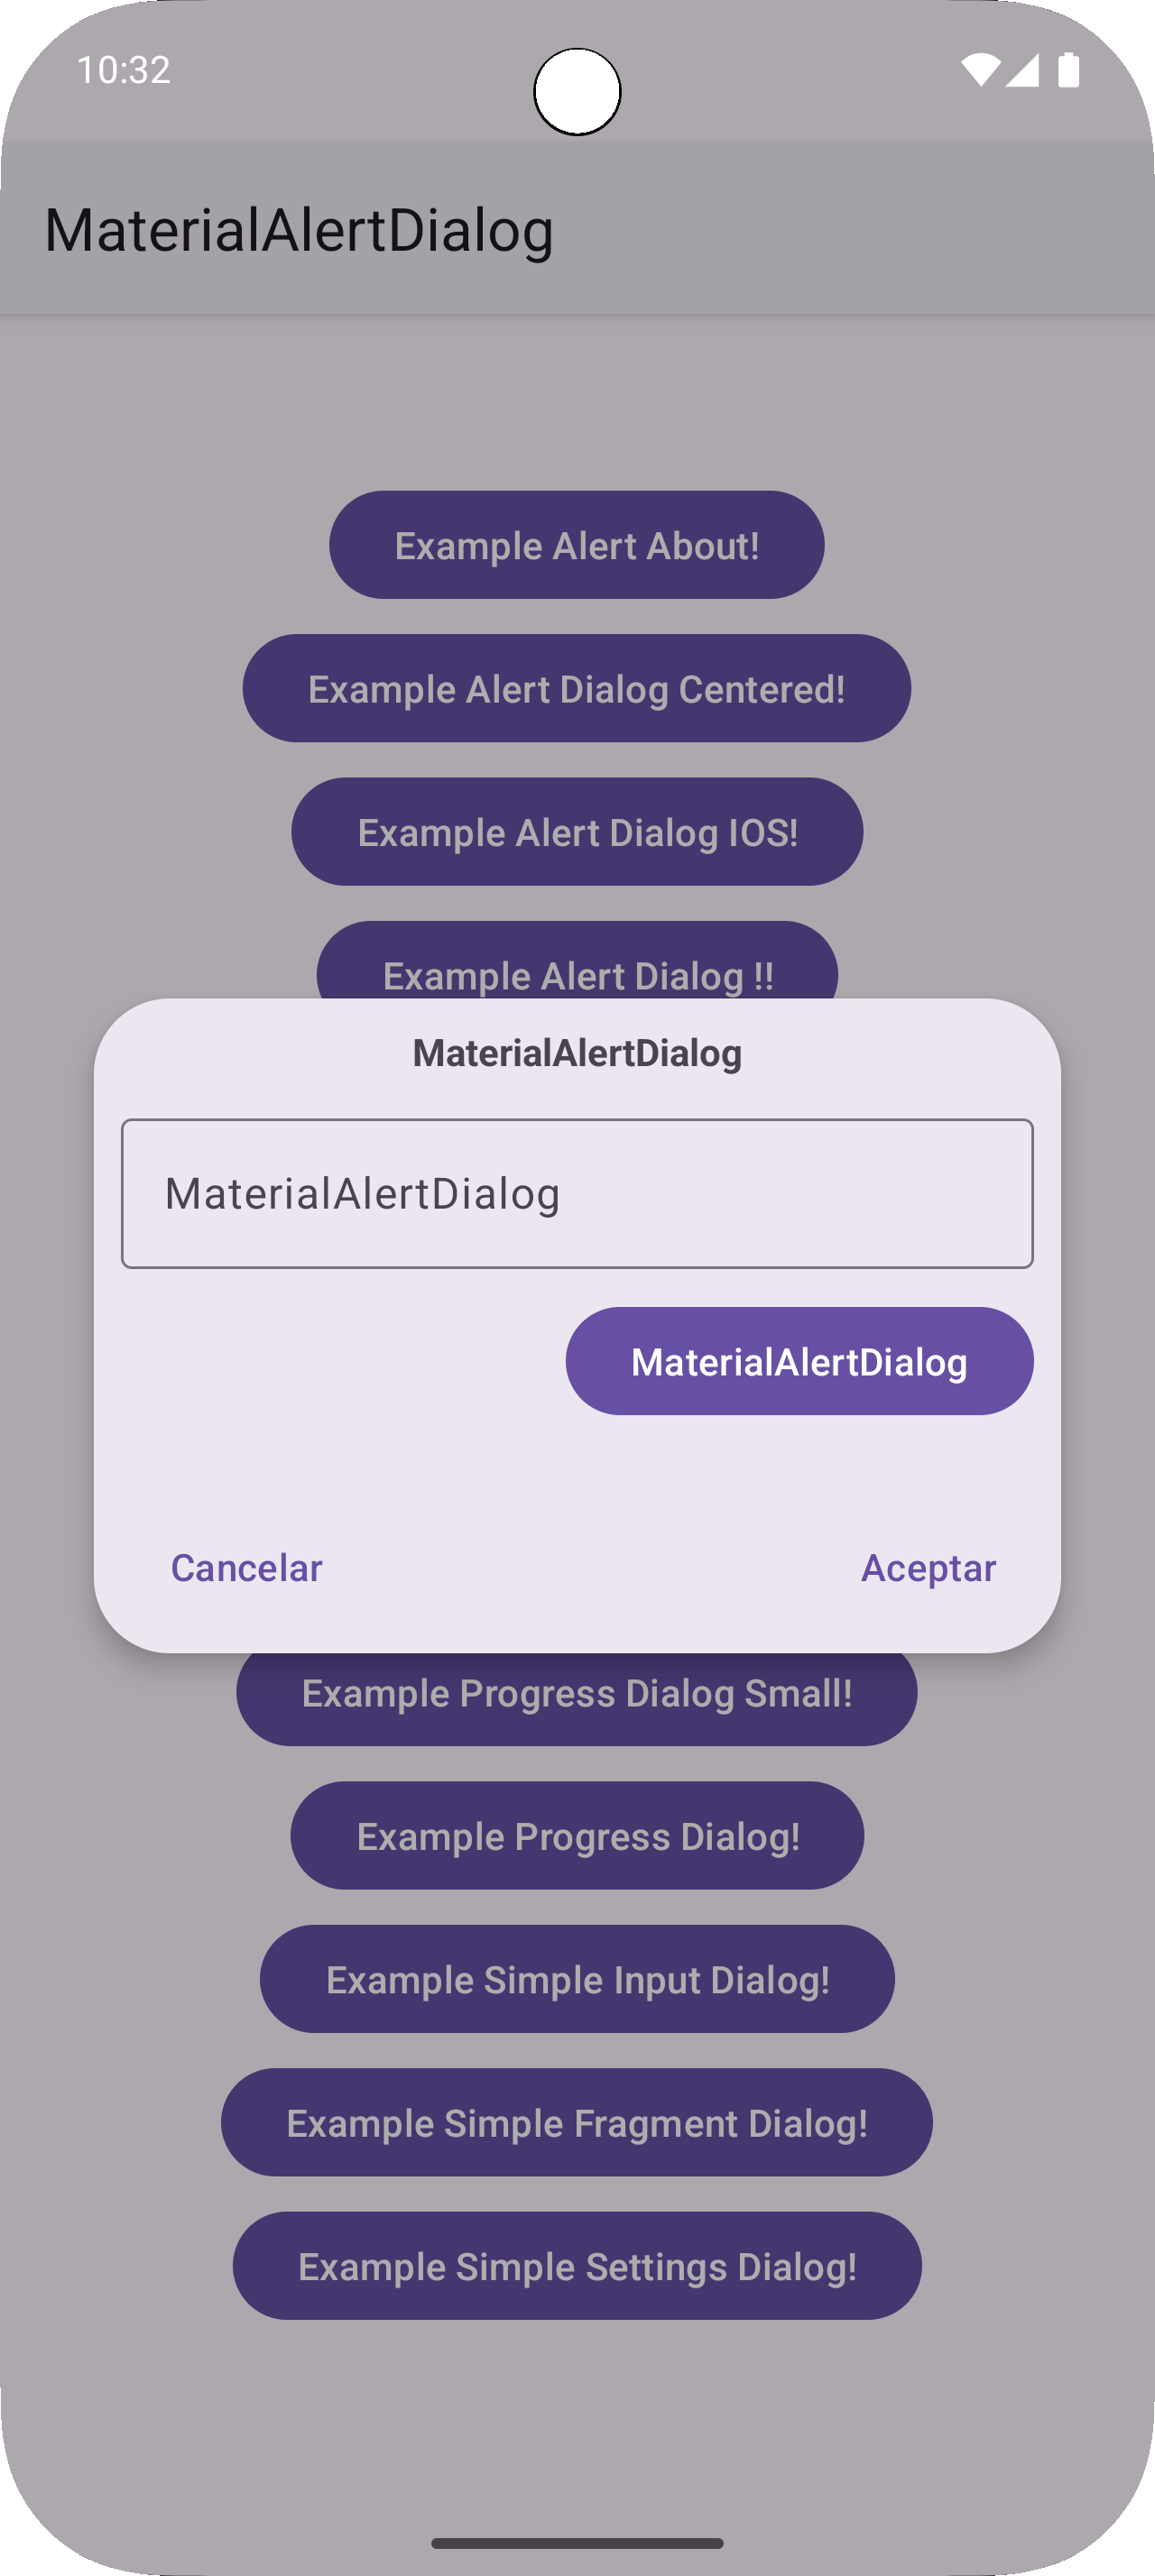 10:32
MaterialAlertDialog
Example Alert About!
Example Alert Dialog Centered!
Example Alert Dialog IOS!
Example Alert Dialog !!
MaterialAlertDialog
MaterialAlertDialog
MaterialAlertDialog
Cancelar Aceptar
Example Progress Dialog Small!
Example Progress Dialog!
Example Simple Input Dialog!
Example Simple Fragment Dialog!
Example Simple Settings Dialog!